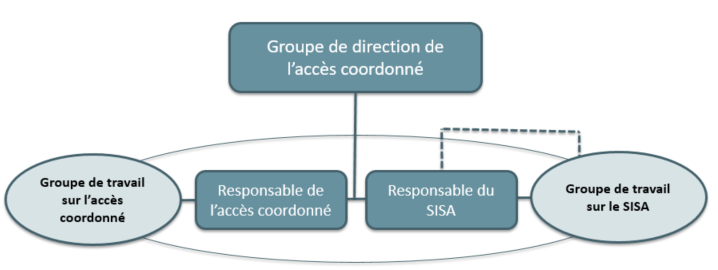 Groupe de direction de
l'accès coordonné
Groupe de travail
sur l'accès
coordonné
Responsable de
l'accès coordonné
Responsable du
SISA
Groupe de travail
sur le SISA